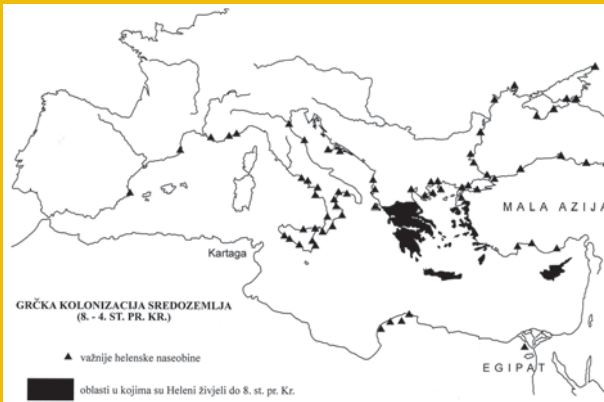 MALA AZIJA
Kartaga
GRČKA KOLONIZACIJA SREDOZEMLJA
(8. - 4. ST. PR. KR.)
▲ važnije helenske naseobine
EGIPAT
oblasti u kojima su Heleni živjeli do 8. st. pr. Kr.